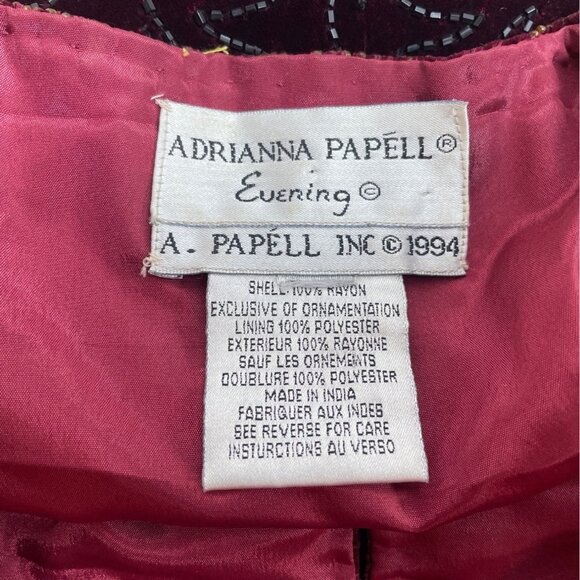 ADRIANNA PAPÉLL®
Evening ©
A. PAPÉLL INC © 1994
SHELL: 100% RAYON
EXCLUSIVE OF ORNAMENTATION
LINING 100% POLYESTER
EXTERIEUR 100% RAYONNE
SAUF LES ORNEMENTS
DOUBLURE 100% POLYESTER
MADE IN INDIA
FABRIQUER AUX INDES
SEE REVERSE FOR CARE
INSTURCTIONS AU VERSO